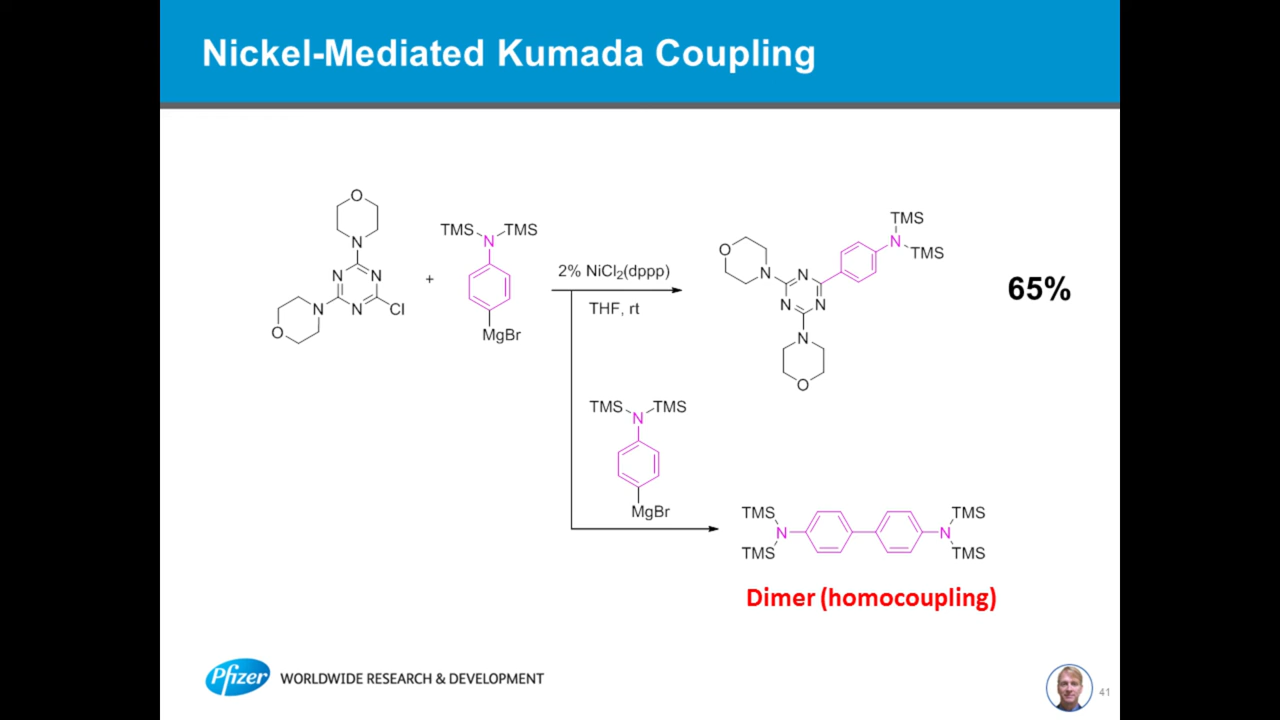 Nickel-Mediated Kumada Coupling
O
N
N
N
N
N
O
Cl
+
TMS
TMS
N
MgBr
2% NiCl₂(dppp)
THF, rt
O
N
N
N
N
N
O
N
TMS
TMS
65%
TMS
TMS
N
MgBr
TMS
TMS
N
N
TMS
TMS
Dimer (homocoupling)
Pfizer
WORLDWIDE RESEARCH & DEVELOPMENT
41